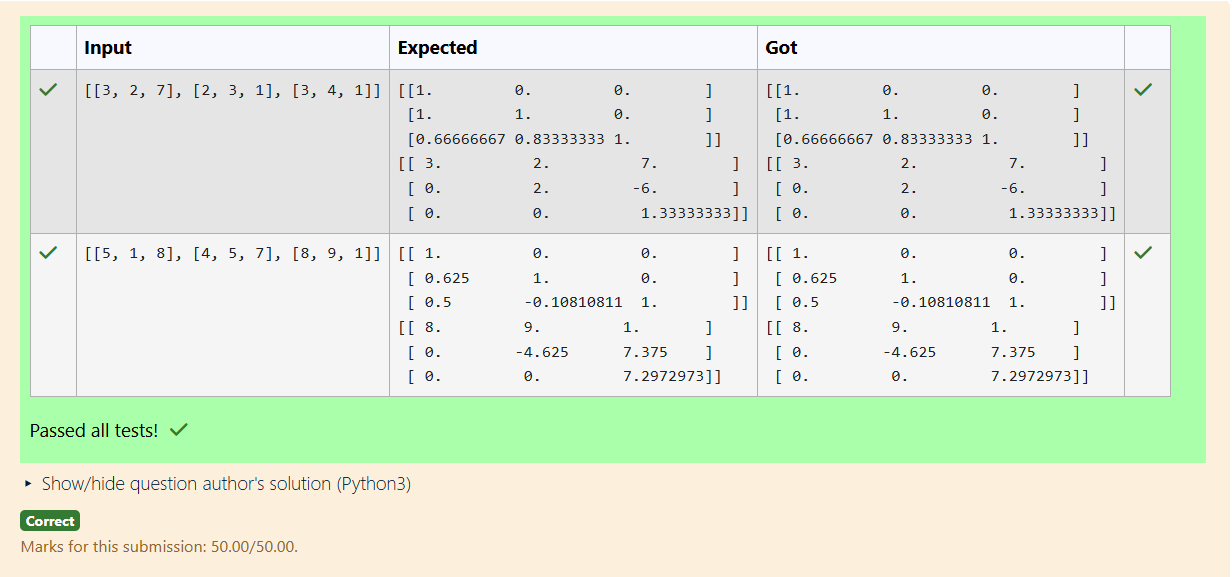 Input Expected Got
[[3, 2, 7], [2, 3, 1], [3, 4, 1]] [[1. 0. 0. ] [[1. 0. 0. ]
[1. 1. 0. ] [1. 1. 0. ]
[0.66666667 0.83333333 1. ]] [0.66666667 0.83333333 1. ]]
[[ 3. 2. 7. ] [[ 3. 2. 7. ]
[ 0. 2. -6. ] [ 0. 2. -6. ]
[ 0. 0. 1.33333333]] [ 0. 0. 1.33333333]]
[[5, 1, 8], [4, 5, 7], [8, 9, 1]] [[ 1. 0. 0. ] [[ 1. 0. 0. ]
[ 0.625 1. 0. ] [ 0.625 1. 0. ]
[ 0.5 -0.10810811 1. ]] [ 0.5 -0.10810811 1. ]]
[[ 8. 9. 1. ] [[ 8. 9. 1. ]
[ 0. -4.625 7.375 ] [ 0. -4.625 7.375 ]
[ 0. 0. 7.2972973]] [ 0. 0. 7.2972973]]
Passed all tests!
Show/hide question author's solution (Python3)
Correct
Marks for this submission: 50.00/50.00.